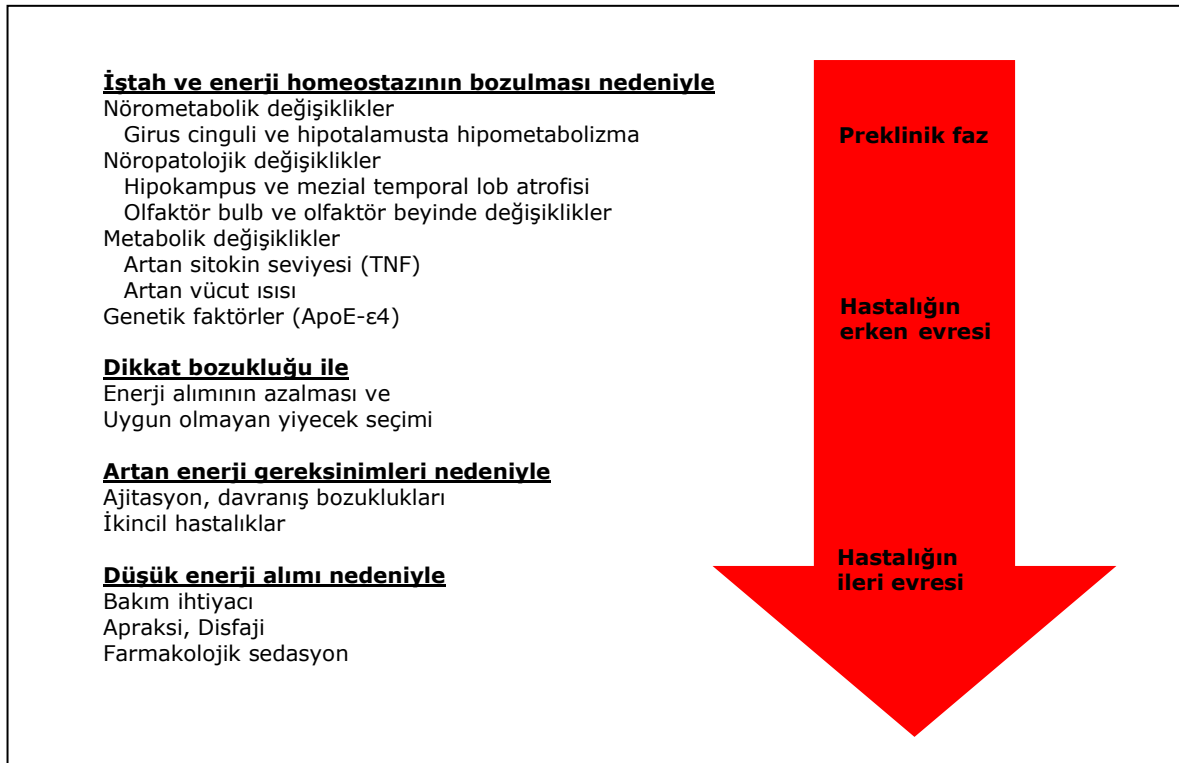 İştah ve enerji homeostazının bozulması nedeniyle
Nörometabolik değişiklikler
Girus cinguli ve hipotalamusta hipometabolizma
Nöropatolojik değişiklikler
Hipokampus ve mezial temporal lob atrofisi
Olfaktör bulb ve olfaktör beyinde değişiklikler
Metabolik değişiklikler
Artan sitokin seviyesi (TNF)
Artan vücut ısısı
Genetik faktörler (ApoE-ε4)
Dikkat bozukluğu ile
Enerji alımının azalması ve
Uygun olmayan yiyecek seçimi
Artan enerji gereksinimleri nedeniyle
Ajitasyon, davranış bozuklukları
İkincil hastalıklar
Düşük enerji alımı nedeniyle
Bakım ihtiyacı
Apraksi, Disfaji
Farmakolojik sedasyon
Preklinik faz
Hastalığın
erken evresi
Hastalığın
ileri evresi